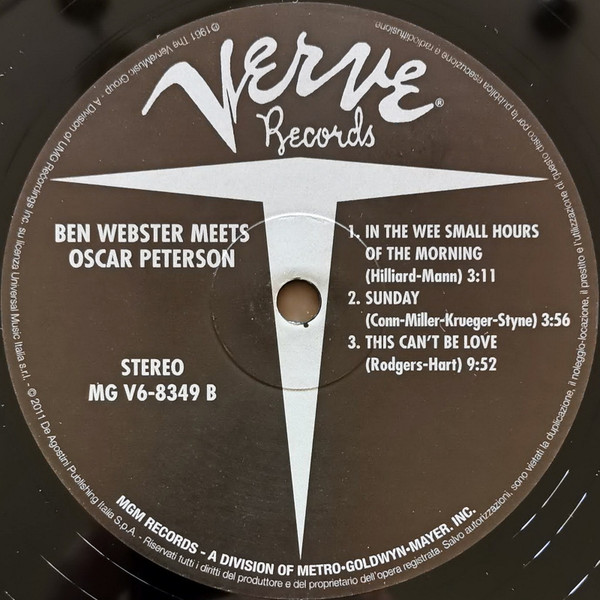 Verve®
Records
BEN WEBSTER MEETS
OSCAR PETERSON
STEREO
MG V6-8349 B
1. IN THE WEE SMALL HOURS
OF THE MORNING
(Hilliard-Mann) 3:11
2. SUNDAY
(Conn-Miller-Krueger-Styne) 3:56
3. THIS CAN'T BE LOVE
(Rodgers-Hart) 9:52
MGM RECORDS - A DIVISION OF METRO-GOLDWYN-MAYER, INC.
℗1961 The VerveMusic Group - A Division of UMG Recordings Inc. su licenza Universal Music Italia s.r.l. - © 2011 De Agostini Publishing Italia S.p.A. - Riservati tutti i diritti del produttore e del proprietario dell'opera registrata. Salvo autorizzazioni, sono vietati la duplicazione, il noleggio-locazione, il prestito e l'utilizzazione di questo disco per la pubblica esecuzione e radiodiffusione.